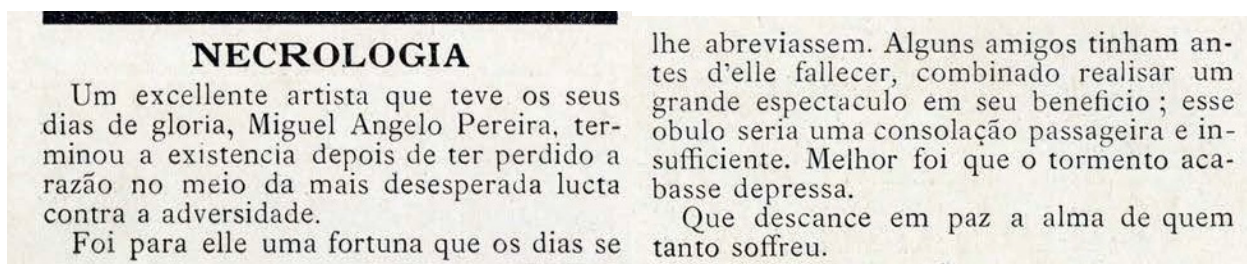 NECROLOGIA
Um excellente artista que teve os seus
dias de gloria, Miguel Angelo Pereira, ter-
minou a existencia depois de ter perdido a
razão no meio da mais desesperada lucta
contra a adversidade.
Foi para elle uma fortuna que os dias se
lhe abreviassem. Alguns amigos tinham an-
tes d'elle fallecer, combinado realisar um
grande espectaculo em seu beneficio ; esse
obulo seria uma consolação passageira e in-
sufficiente. Melhor foi que o tormento aca-
basse depressa.
Que descance em paz a alma de quem
tanto soffreu.